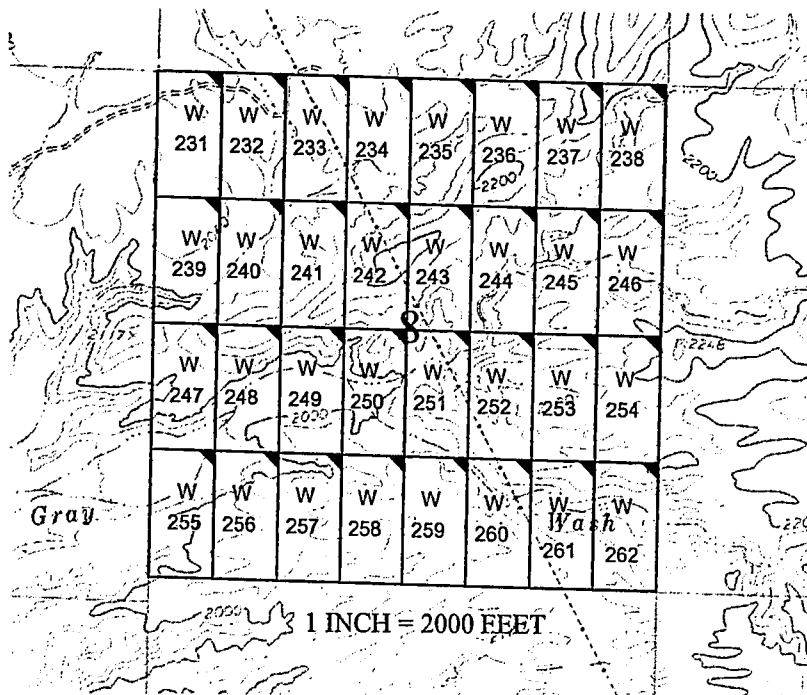 W 231 W 232 W 233 W 234 W 235 W 236 W 237 W 238
2200
2200
W 239 W 240 W 241 W 242 W 243 W 244 W 245 W 246
8
2248
W 247 W 248 W 249 W 250 W 251 W 252 W 253 W 254
2000
Gray
Wash
W 255 W 256 W 257 W 258 W 259 W 260 W 261 W 262
2000
1 INCH = 2000 FEET